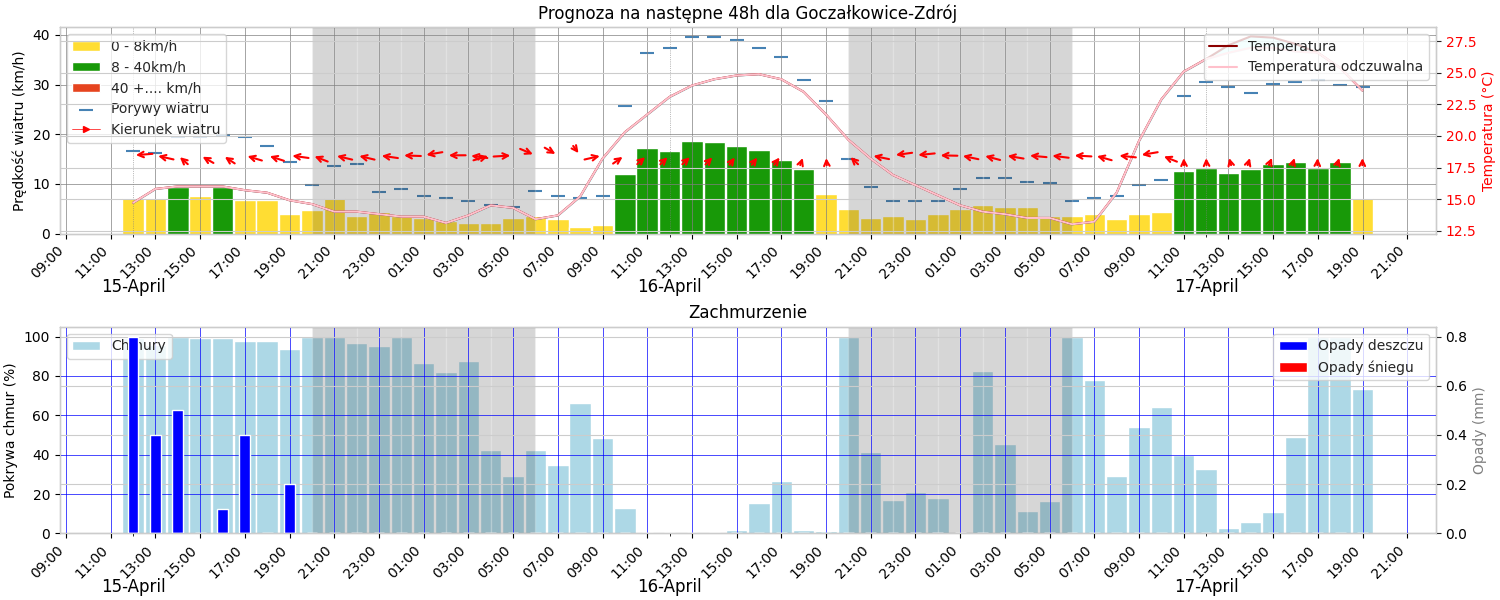 Prognoza na następne 48h dla Goczałkowice-Zdrój
Prędkość wiatru (km/h)
40
30
20
10
0
0 - 8km/h
8 - 40km/h
40 +.... km/h
Porywy wiatru
Kierunek wiatru
Temperatura
Temperatura odczuwalna
27.5
25.0
22.5
20.0
17.5
15.0
12.5
Temperatura (°C)
09:00 11:00 13:00 15:00 17:00 19:00 21:00 23:00 01:00 03:00 05:00 07:00 09:00 11:00 13:00 15:00 17:00 19:00 21:00 23:00 01:00 03:00 05:00 07:00 09:00 11:00 13:00 15:00 17:00 19:00 21:00
15-April 16-April 17-April
Zachmurzenie
Pokrywa chmur (%)
100
80
60
40
20
0
Chmury
Opady deszczu
Opady śniegu
0.8
0.6
0.4
0.2
0.0
Opady (mm)
09:00 11:00 13:00 15:00 17:00 19:00 21:00 23:00 01:00 03:00 05:00 07:00 09:00 11:00 13:00 15:00 17:00 19:00 21:00 23:00 01:00 03:00 05:00 07:00 09:00 11:00 13:00 15:00 17:00 19:00 21:00
15-April 16-April 17-April